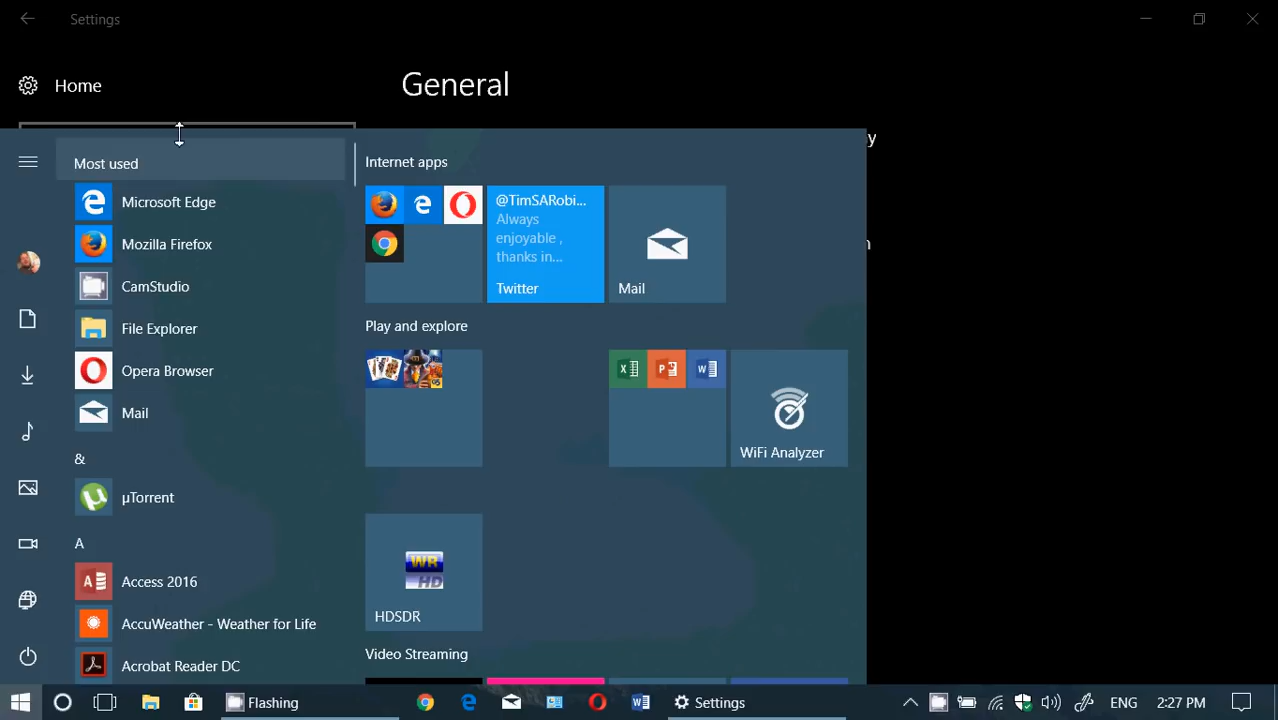 Settings
Home
General
y
n
Most used
Microsoft Edge
Mozilla Firefox
CamStudio
File Explorer
Opera Browser
Mail
&
µTorrent
A
Access 2016
AccuWeather - Weather for Life
Acrobat Reader DC
Internet apps
@TimSARobi...
Always
enjoyable ,
thanks in...
Twitter
Mail
Play and explore
WiFi Analyzer
WR
HD
HDSDR
Video Streaming
Flashing
Settings
ENG
2:27 PM